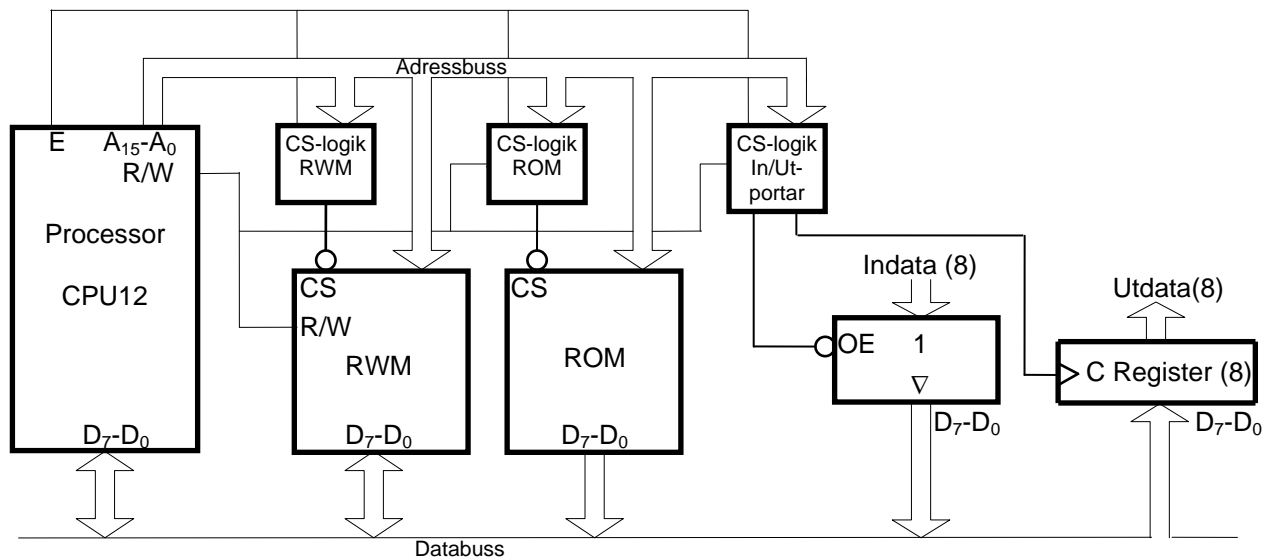 Adressbuss
E A₁₅-A₀
R/W
Processor
CPU12
D₇-D₀
CS-logik
RWM
CS-logik
ROM
CS-logik
In/Ut-
portar
CS
R/W
RWM
D₇-D₀
CS
ROM
D₇-D₀
Indata (8)
OE 1
∇
D₇-D₀
Utdata(8)
C Register (8)
D₇-D₀
Databuss